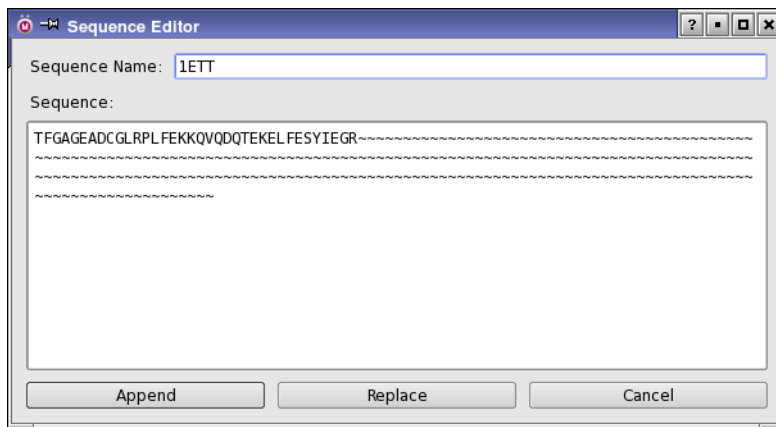 Sequence Editor
Sequence Name: 1ETT
Sequence:
TFGAGEADCGLRPLFEKKQVQDQTEKELFESYIEGR~~~~~~~~~~~~~~~~~~~~~~~~~~~~~~~~~~~~~~~~~~~~
~~~~~~~~~~~~~~~~~~~~~~~~~~~~~~~~~~~~~~~~~~~~~~~~~~~~~~~~~~~~~~~~~~~~~~~~~~~~~~~~
~~~~~~~~~~~~~~~~~~~~~~~~~~~~~~~~~~~~~~~~~~~~~~~~~~~~~~~~~~~~~~~~~~~~~~~~~~~~~~~~
~~~~~~~~~~~~~~~~~~~~
Append Replace Cancel